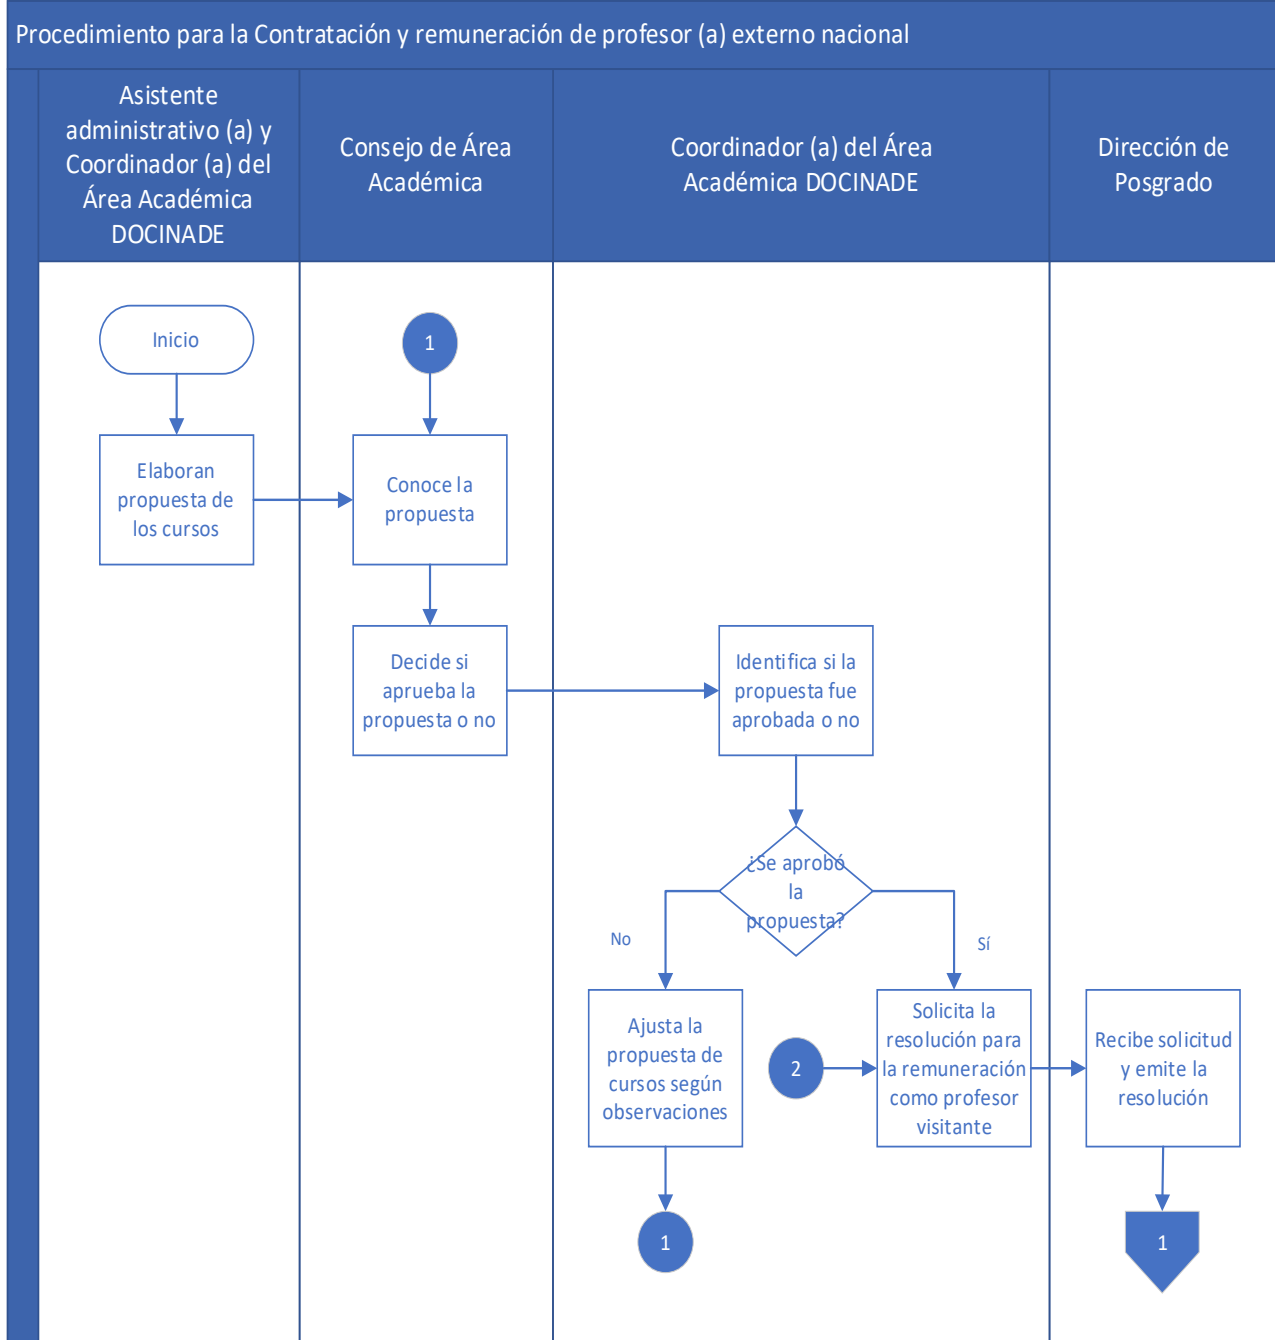 Procedimiento para la Contratación y remuneración de profesor (a) externo nacional
Asistente
administrativo (a) y
Coordinador (a) del
Área Académica
DOCINADE
Consejo de Área
Académica
Coordinador (a) del Área
Académica DOCINADE
Dirección de
Posgrado
Inicio
1
Elaboran
propuesta de
los cursos
Conoce la
propuesta
Decide si
aprueba la
propuesta o no
Identifica si la
propuesta fue
aprobada o no
¿Se aprobó
la
propuesta?
No
Sí
Ajusta la
propuesta de
cursos según
observaciones
2
Solicita la
resolución para
la remuneración
como profesor
visitante
Recibe solicitud
y emite la
resolución
1
1